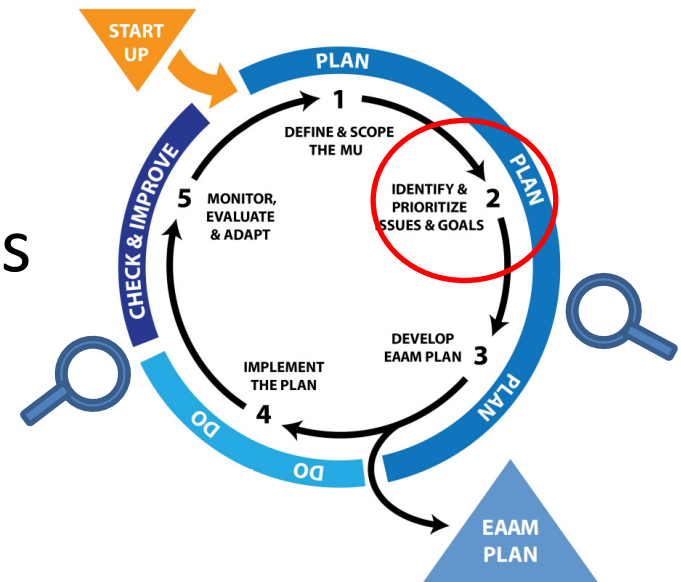 START
UP
PLAN
1
DEFINE & SCOPE
THE MU
PLAN
2
IDENTIFY &
PRIORITIZE
ISSUES & GOALS
s
CHECK & IMPROVE
5
MONITOR,
EVALUATE
& ADAPT
DEVELOP
EAAM PLAN
3
PLAN
IMPLEMENT
THE PLAN
4
DO
DO
EAAM
PLAN